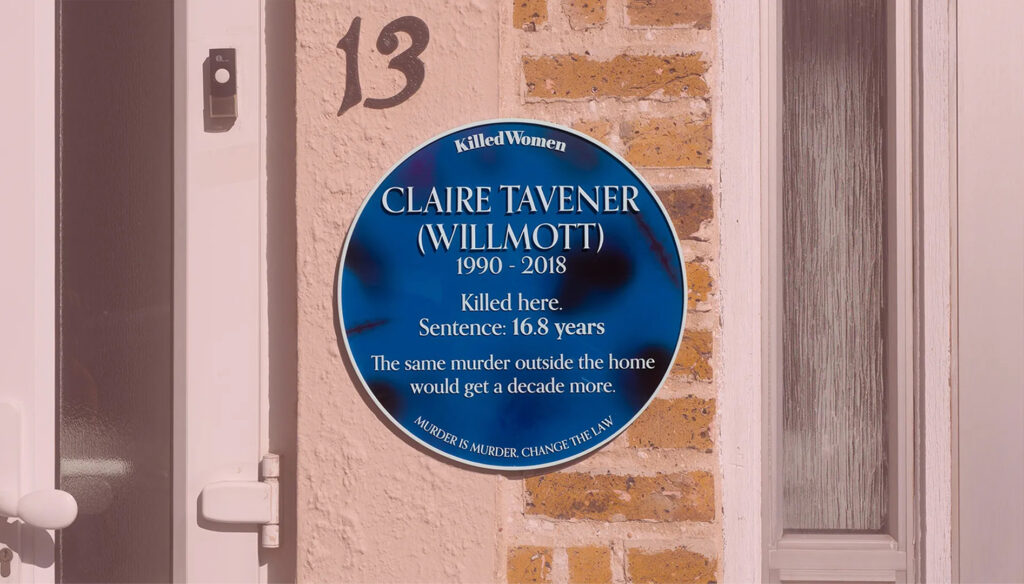 13
KilledWomen
CLAIRE TAVENER
(WILLMOTT)
1990 - 2018
Killed here.
Sentence: 16.8 years
The same murder outside the home
would get a decade more.
MURDER IS MURDER, CHANGE THE LAW